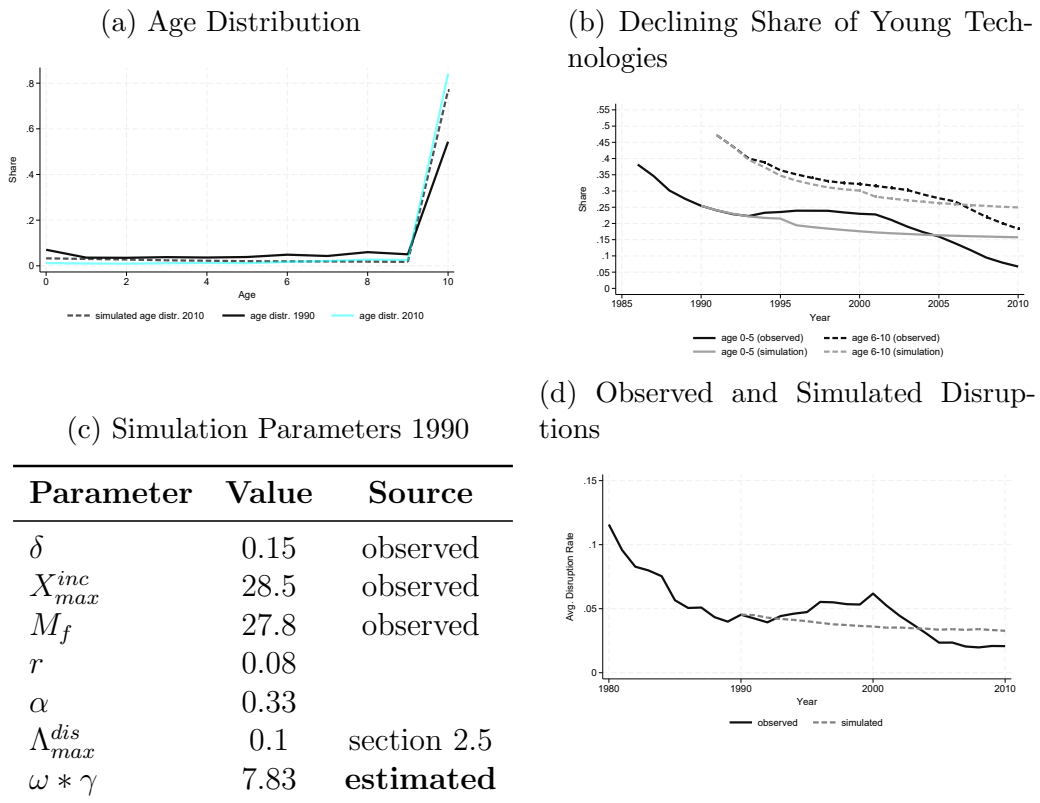 (a) Age Distribution
.8
.6
.4
.2
0
Share
0 2 4 6 8 10
Age
simulated age distr. 2010 age distr. 1990 age distr. 2010
(b) Declining Share of Young Tech-
nologies
.55
.5
.45
.4
.35
.3
.25
.2
.15
.1
.05
0
Share
1985 1990 1995 2000 2005 2010
Year
age 0-5 (observed) age 6-10 (observed)
age 0-5 (simulation) age 6-10 (simulation)
(c) Simulation Parameters 1990
Parameter Value Source
δ 0.15 observed
X_{max}^{inc} 28.5 observed
M_f 27.8 observed
r 0.08
α 0.33
Λ_{max}^{dis} 0.1 section 2.5
ω ∗ γ 7.83 estimated
(d) Observed and Simulated Disrup-
tions
.15
.1
.05
0
Avg. Disruption Rate
1980 1990 2000 2010
Year
observed simulated